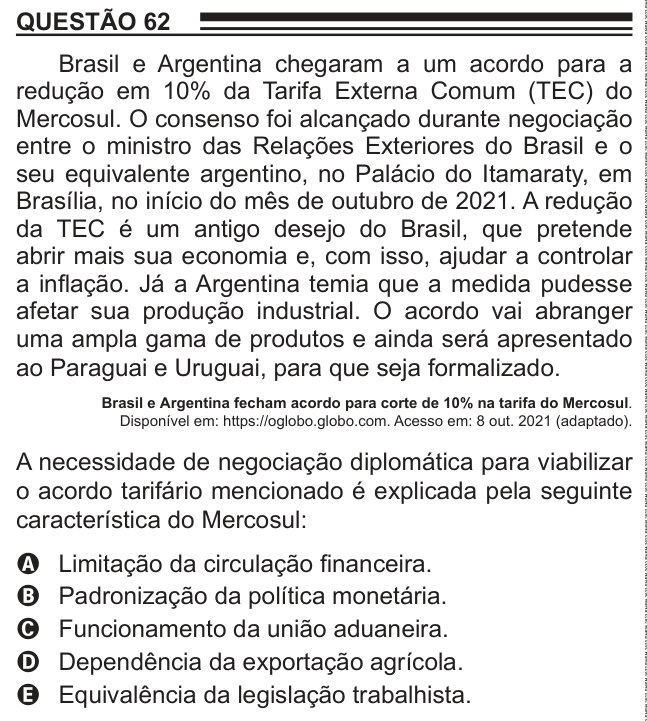 QUESTÃO 62
Brasil e Argentina chegaram a um acordo para a
redução em 10% da Tarifa Externa Comum (TEC) do
Mercosul. O consenso foi alcançado durante negociação
entre o ministro das Relações Exteriores do Brasil e o
seu equivalente argentino, no Palácio do Itamaraty, em
Brasília, no início do mês de outubro de 2021. A redução
da TEC é um antigo desejo do Brasil, que pretende
abrir mais sua economia e, com isso, ajudar a controlar
a inflação. Já a Argentina temia que a medida pudesse
afetar sua produção industrial. O acordo vai abranger
uma ampla gama de produtos e ainda será apresentado
ao Paraguai e Uruguai, para que seja formalizado.
Brasil e Argentina fecham acordo para corte de 10% na tarifa do Mercosul.
Disponível em: https://oglobo.globo.com. Acesso em: 8 out. 2021 (adaptado).
A necessidade de negociação diplomática para viabilizar
o acordo tarifário mencionado é explicada pela seguinte
característica do Mercosul:
A Limitação da circulação financeira.
B Padronização da política monetária.
C Funcionamento da união aduaneira.
D Dependência da exportação agrícola.
E Equivalência da legislação trabalhista.